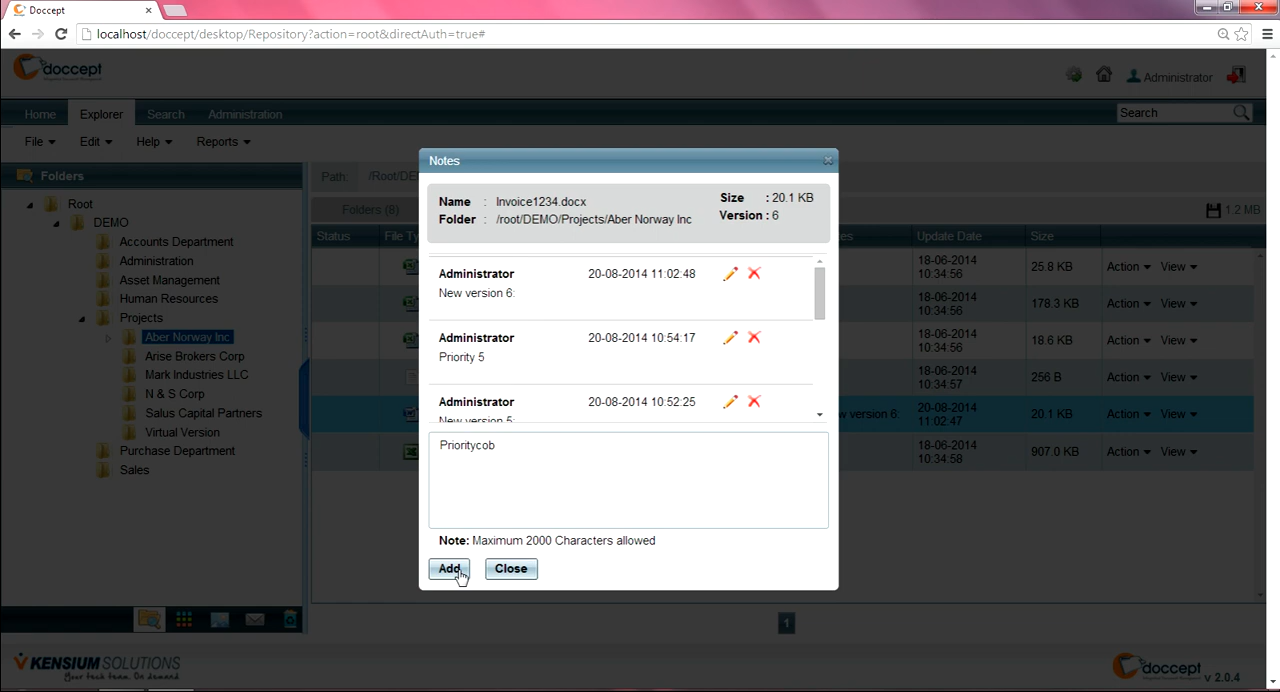 Doccept
localhost/doccept/desktop/Repository?action=root&directAuth=true#
doccept
Administrator
Home Explorer Search Administration
Search
File Edit Help Reports
Folders
Path: /Root/DE
Folders (8)
1.2 MB
Status File Ty es Update Date Size
Root
DEMO
Accounts Department
Administration
Asset Management
Human Resources
Projects
Aber Norway Inc
Arise Brokers Corp
Mark Industries LLC
N & S Corp
Salus Capital Partners
Virtual Version
Purchase Department
Sales
18-06-2014
10:34:56
25.8 KB Action View
18-06-2014
10:34:56
178.3 KB Action View
18-06-2014
10:34:56
18.6 KB Action View
18-06-2014
10:34:57
256 B Action View
w version 6:
20-08-2014
11:02:47
20.1 KB Action View
18-06-2014
10:34:58
907.0 KB Action View
Notes
Name : Invoice1234.docx
Size : 20.1 KB
Folder : /root/DEMO/Projects/Aber Norway Inc
Version : 6
Administrator 20-08-2014 11:02:48
New version 6:
Administrator 20-08-2014 10:54:17
Priority 5
Administrator 20-08-2014 10:52:25
New version 5:
Prioritycob
Note: Maximum 2000 Characters allowed
Add Close
1
KENSIUM SOLUTIONS
Your tech team. On demand
doccept v 2.0.4